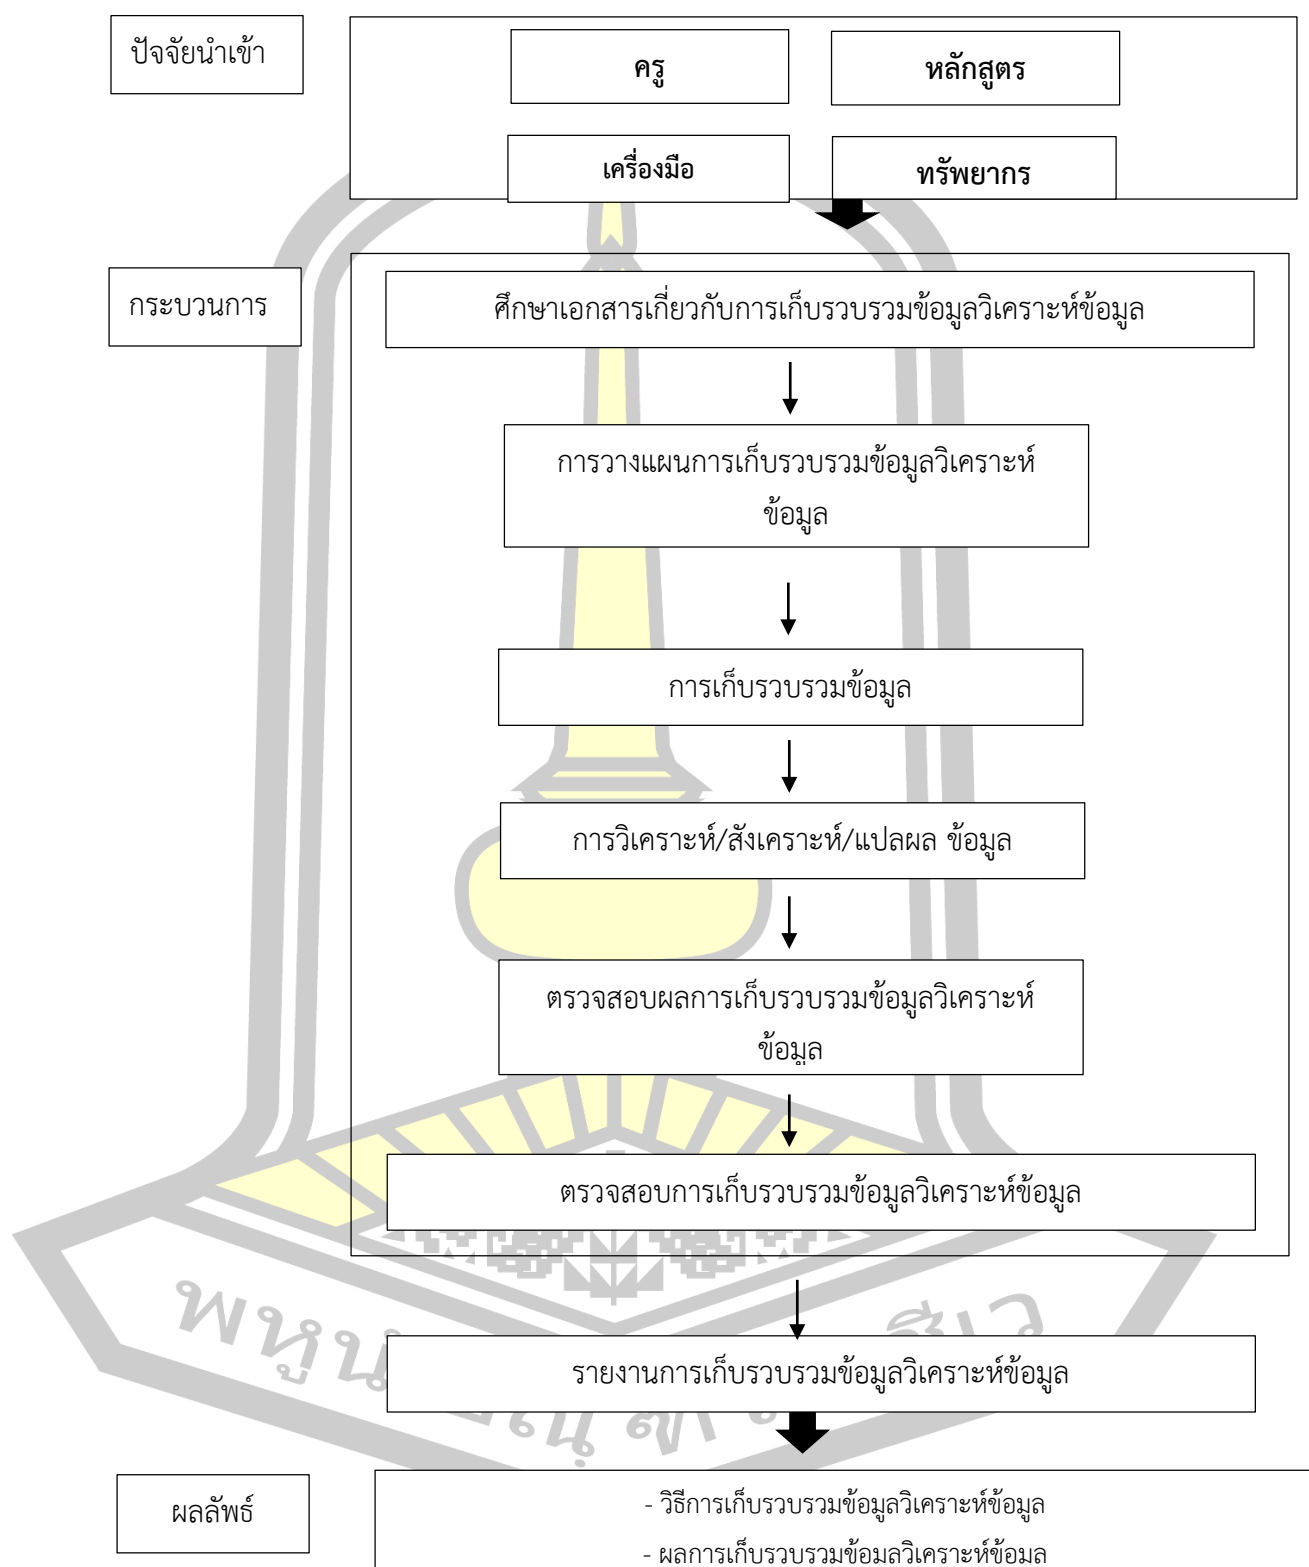 ปัจจัยนำเข้า
ครู
หลักสูตร
เครื่องมือ
ทรัพยากร
กระบวนการ
ศึกษาเอกสารเกี่ยวกับการเก็บรวบรวมข้อมูลวิเคราะห์ข้อมูล
การวางแผนการเก็บรวบรวมข้อมูลวิเคราะห์
ข้อมูล
การเก็บรวบรวมข้อมูล
การวิเคราะห์/สังเคราะห์/แปลผล ข้อมูล
ตรวจสอบผลการเก็บรวบรวมข้อมูลวิเคราะห์
ข้อมูล
ตรวจสอบการเก็บรวบรวมข้อมูลวิเคราะห์ข้อมูล
รายงานการเก็บรวบรวมข้อมูลวิเคราะห์ข้อมูล
ผลลัพธ์
- วิธีการเก็บรวบรวมข้อมูลวิเคราะห์ข้อมูล
- ผลการเก็บรวบรวมข้อมูลวิเคราะห์ข้อมูล